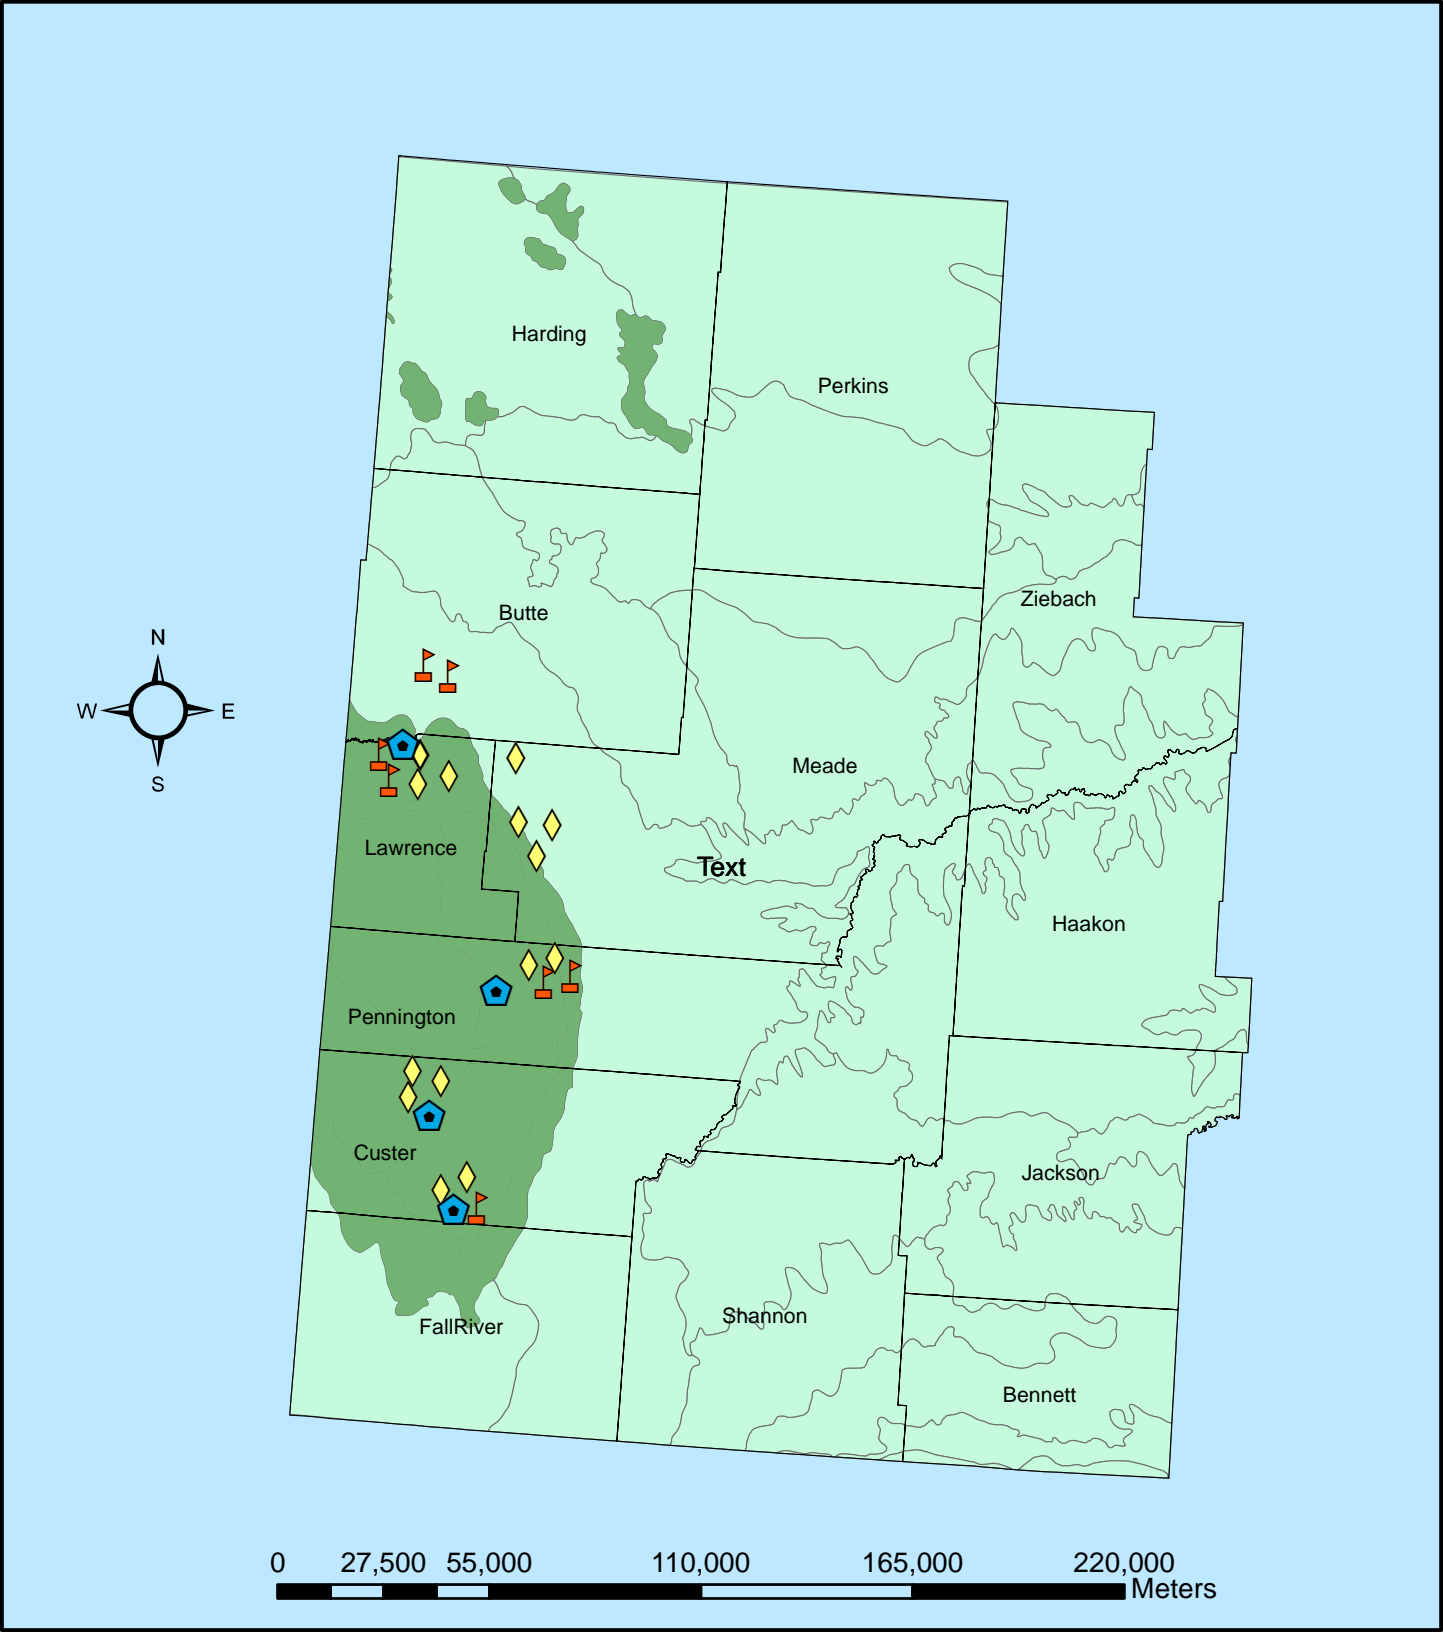 Harding
Perkins
Ziebach
Butte
N
W
E
S
Meade
Lawrence
Text
Haakon
Pennington
Custer
Jackson
Shannon
FallRiver
Bennett
0 27,500 55,000 110,000 165,000 220,000
Meters